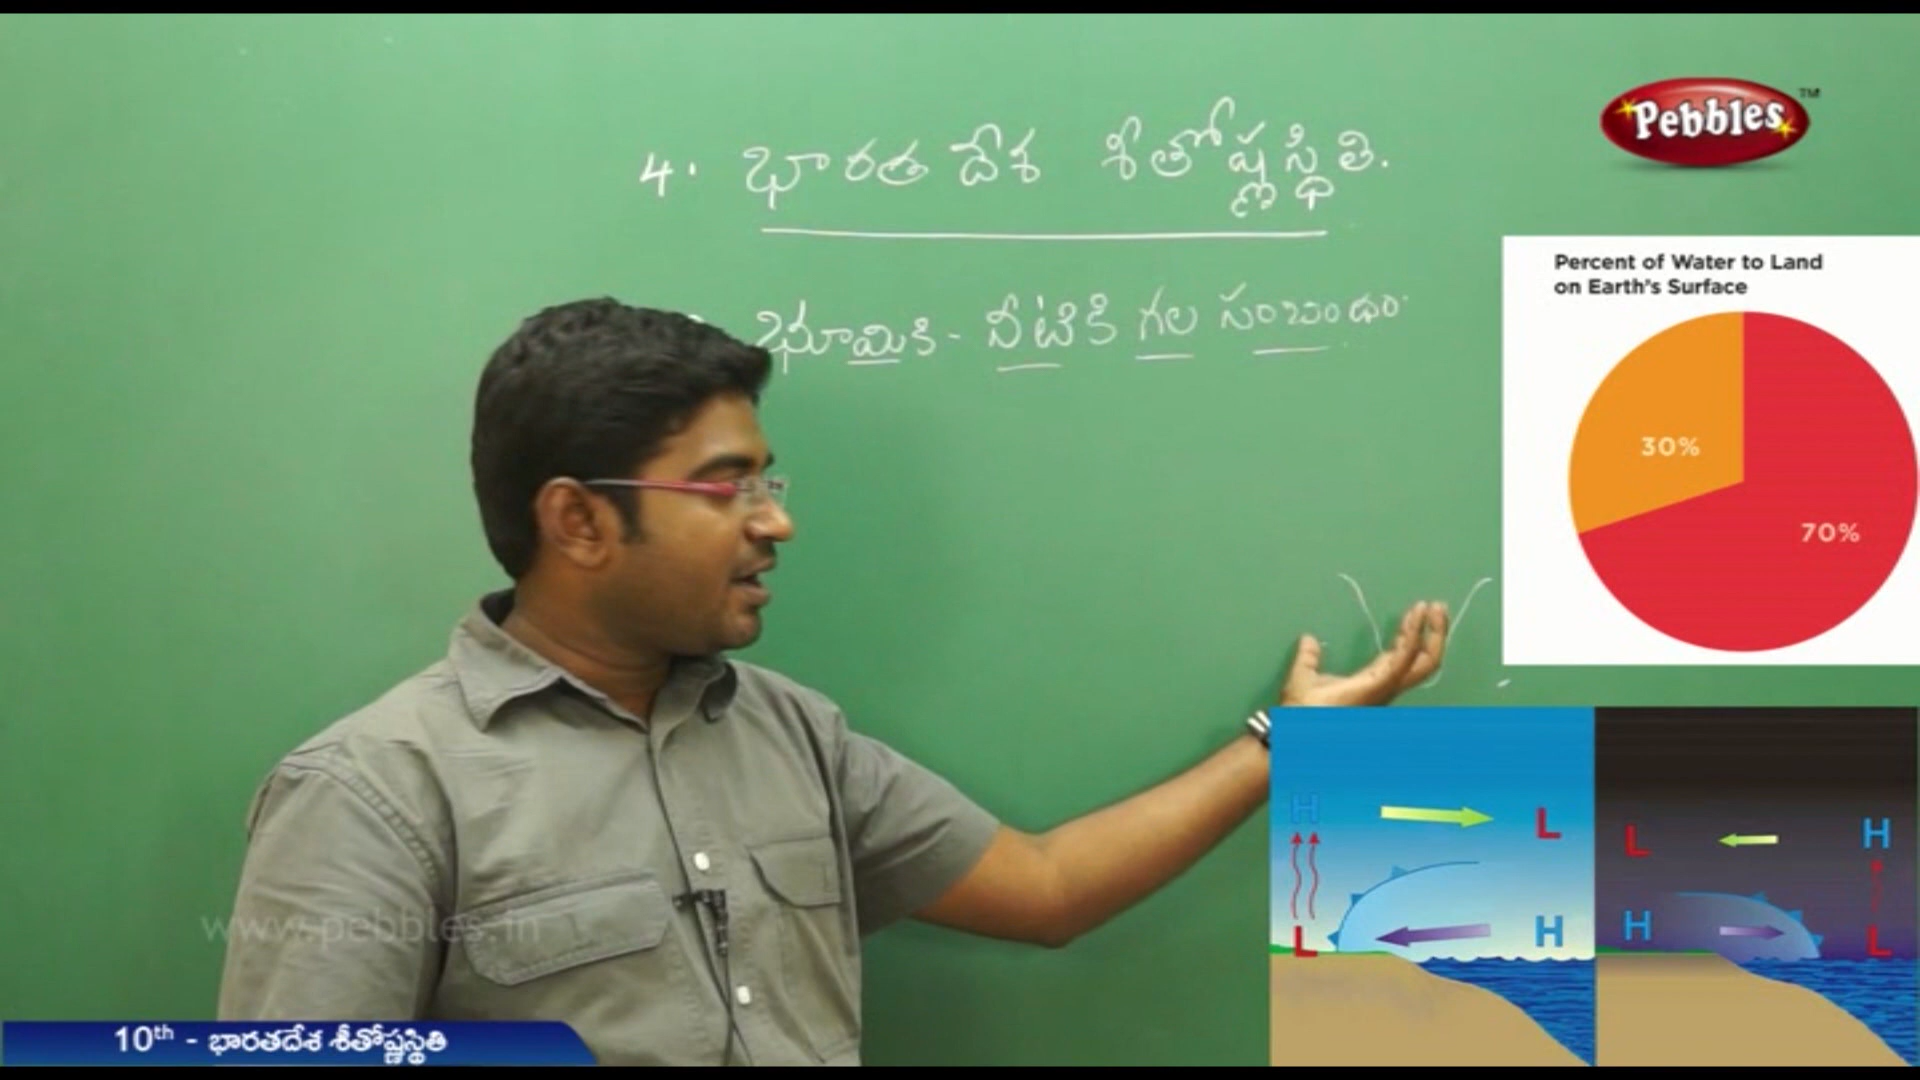 4. భారత దేశ శీతోష్ణస్థితి.
భూమికి - నీటికి గల సంబంధం.
Pebbles TM
Percent of Water to Land
on Earth's Surface
30%
70%
H L
L H
L H
H L
www.pebbles.in
10th - భారతదేశ శీతోష్ణస్థితి